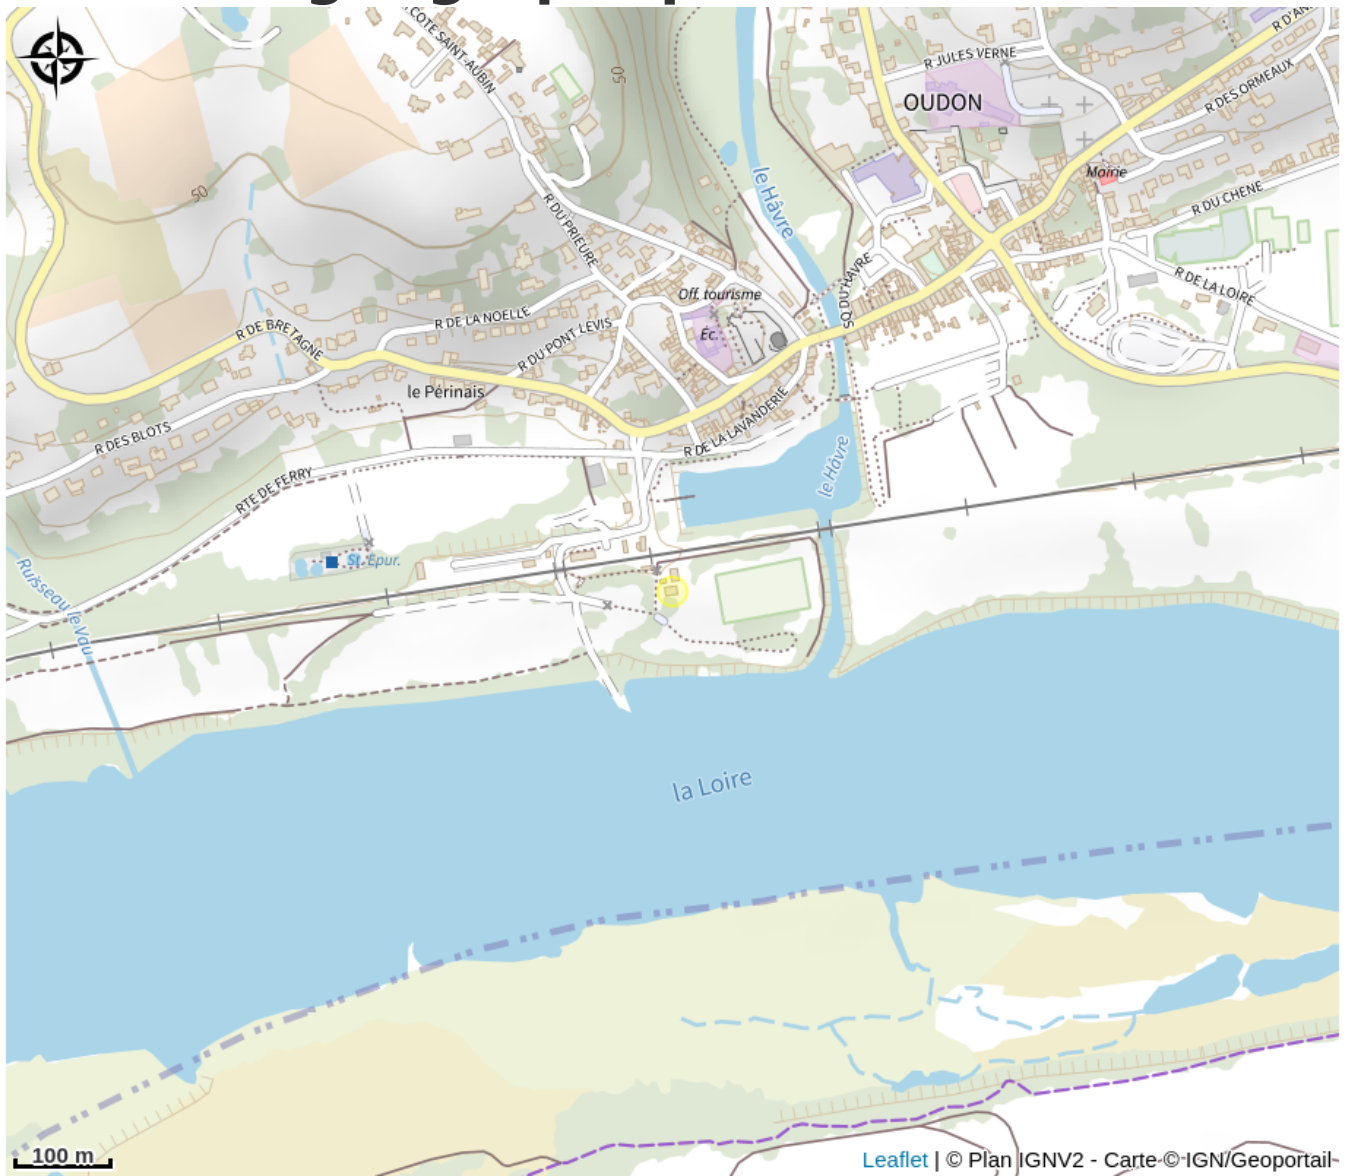 CÔTE SAINT-AUBIN
50
R JULES VERNE
OUDON
R DES ORMEAUX
Mairie
le Hâvre
50
R DU PRIEURE
R DU CHENE
SQ DU HAVRE
R DE LA LOIRE
Off. tourisme
R DE LA NOELLE
R DE BRETAGNE
R DU PONT LEVIS
Éc.
le Périnais
R DE LA LAVANDERIE
R DES BLOTS
le Hâvre
RTE DE FERRY
St. Épur.
Ruisseau le Vau
la Loire
100 m
Leaflet | © Plan IGNV2 - Carte © IGN/Geoportail